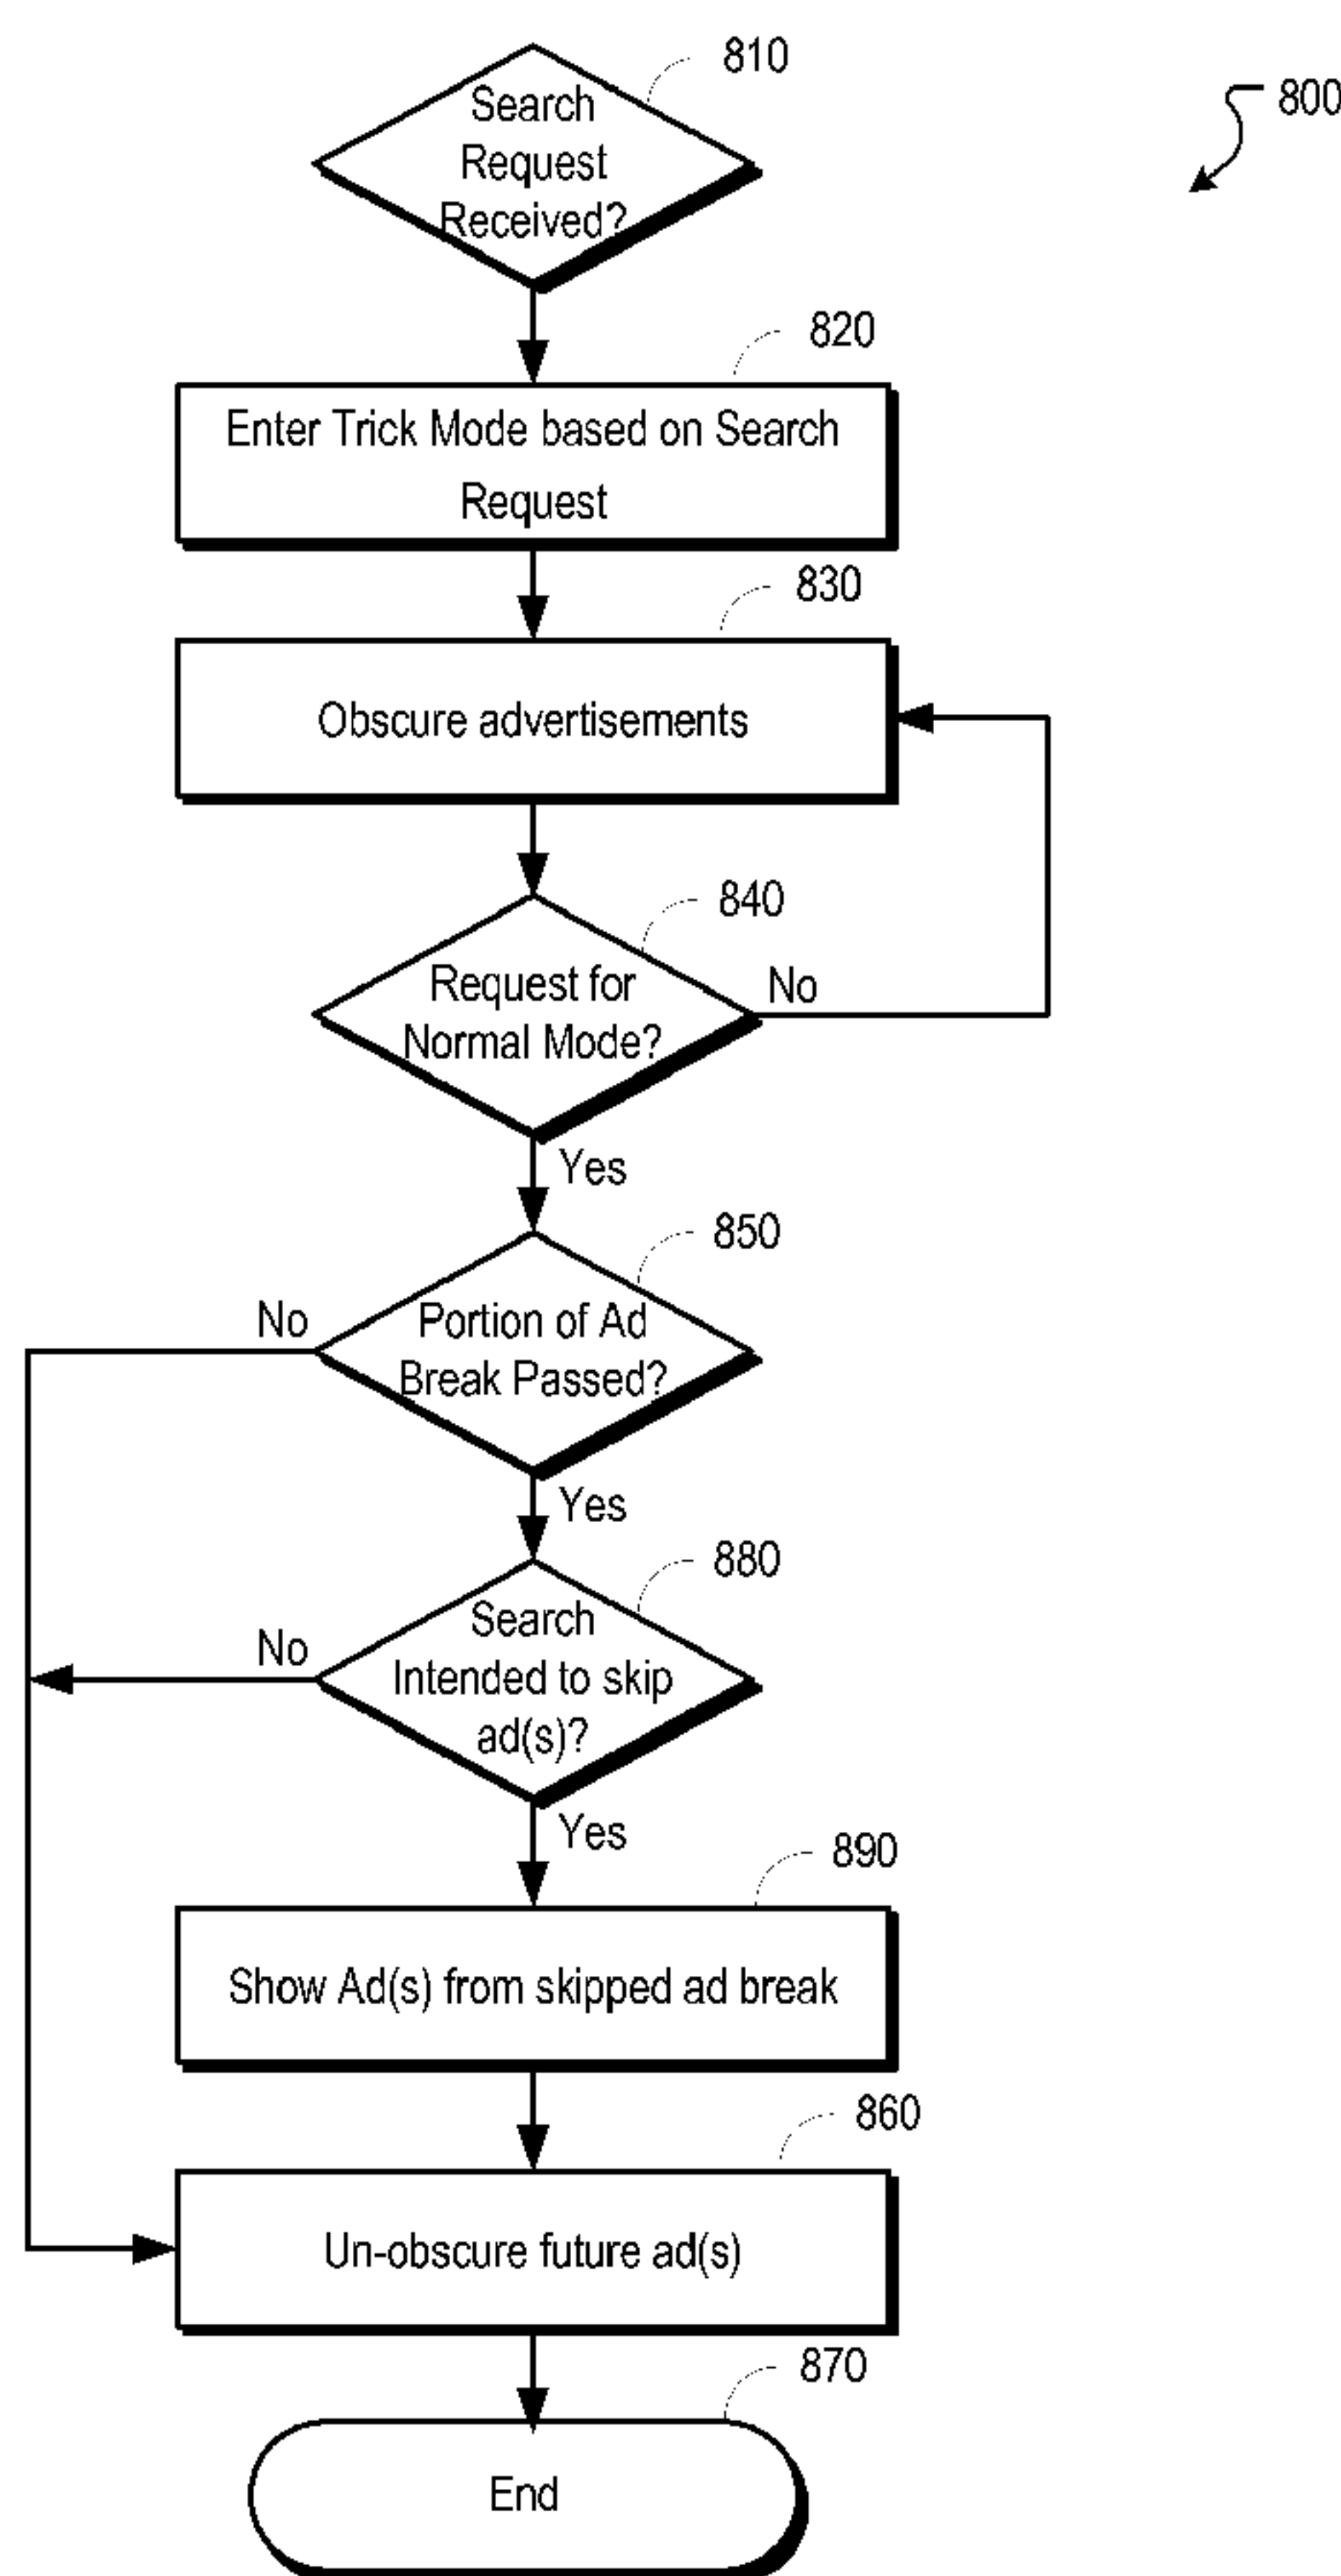 810
Search
Request
Received?
800
820
Enter Trick Mode based on Search
Request
830
Obscure advertisements
840
Request for
Normal Mode?
No
Yes
850
No
Portion of Ad
Break Passed?
Yes
880
No
Search
Intended to skip
ad(s)?
Yes
890
Show Ad(s) from skipped ad break
860
Un-obscure future ad(s)
870
End